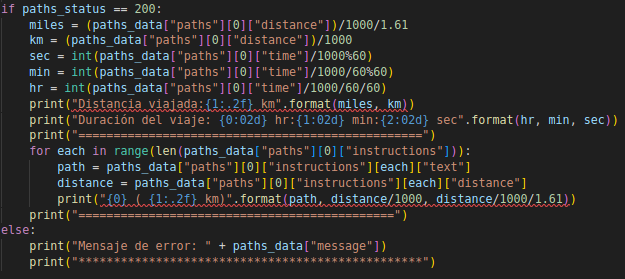 if paths_status == 200:
    miles = (paths_data["paths"][0]["distance"])/1000/1.61
    km = (paths_data["paths"][0]["distance"])/1000
    sec = int(paths_data["paths"][0]["time"]/1000%60)
    min = int(paths_data["paths"][0]["time"]/1000/60%60)
    hr = int(paths_data["paths"][0]["time"]/1000/60/60)
    print("Distancia viajada:{1:.2f} km".format(miles, km))
    print("Duración del viaje: {0:02d} hr:{1:02d} min:{2:02d} sec".format(hr, min, sec))
    print("=================================================")
    for each in range(len(paths_data["paths"][0]["instructions"])):
        path = paths_data["paths"][0]["instructions"][each]["text"]
        distance = paths_data["paths"][0]["instructions"][each]["distance"]
        print("{0} ( {1:.2f} km)".format(path, distance/1000, distance/1000/1.61))
    print("=============================================")
else:
    print("Mensaje de error: " + paths_data["message"])
    print("*************************************************")